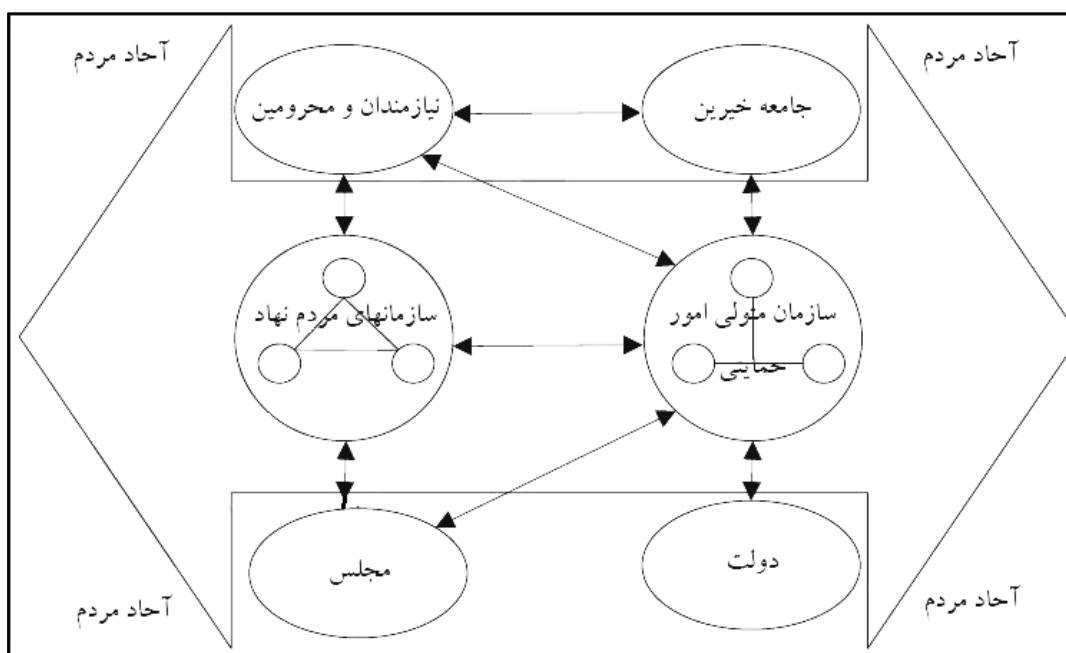 آحاد مردم
آحاد مردم
جامعه خیرین
نیازمندان و محرومین
سازمان متولی امور
حمایتی
سازمانهای مردم نهاد
دولت
مجلس
آحاد مردم
آحاد مردم